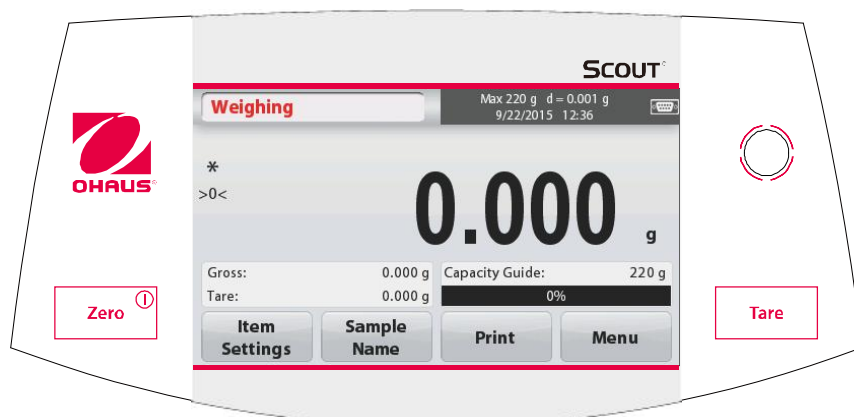 SCOUT
Weighing
Max 220 g d = 0.001 g
9/22/2015 12:36
OHAUS
*
>0<
0.000 g
Gross: 0.000 g
Tare: 0.000 g
Capacity Guide: 220 g
0%
Zero
Item
Settings
Sample
Name
Print
Menu
Tare